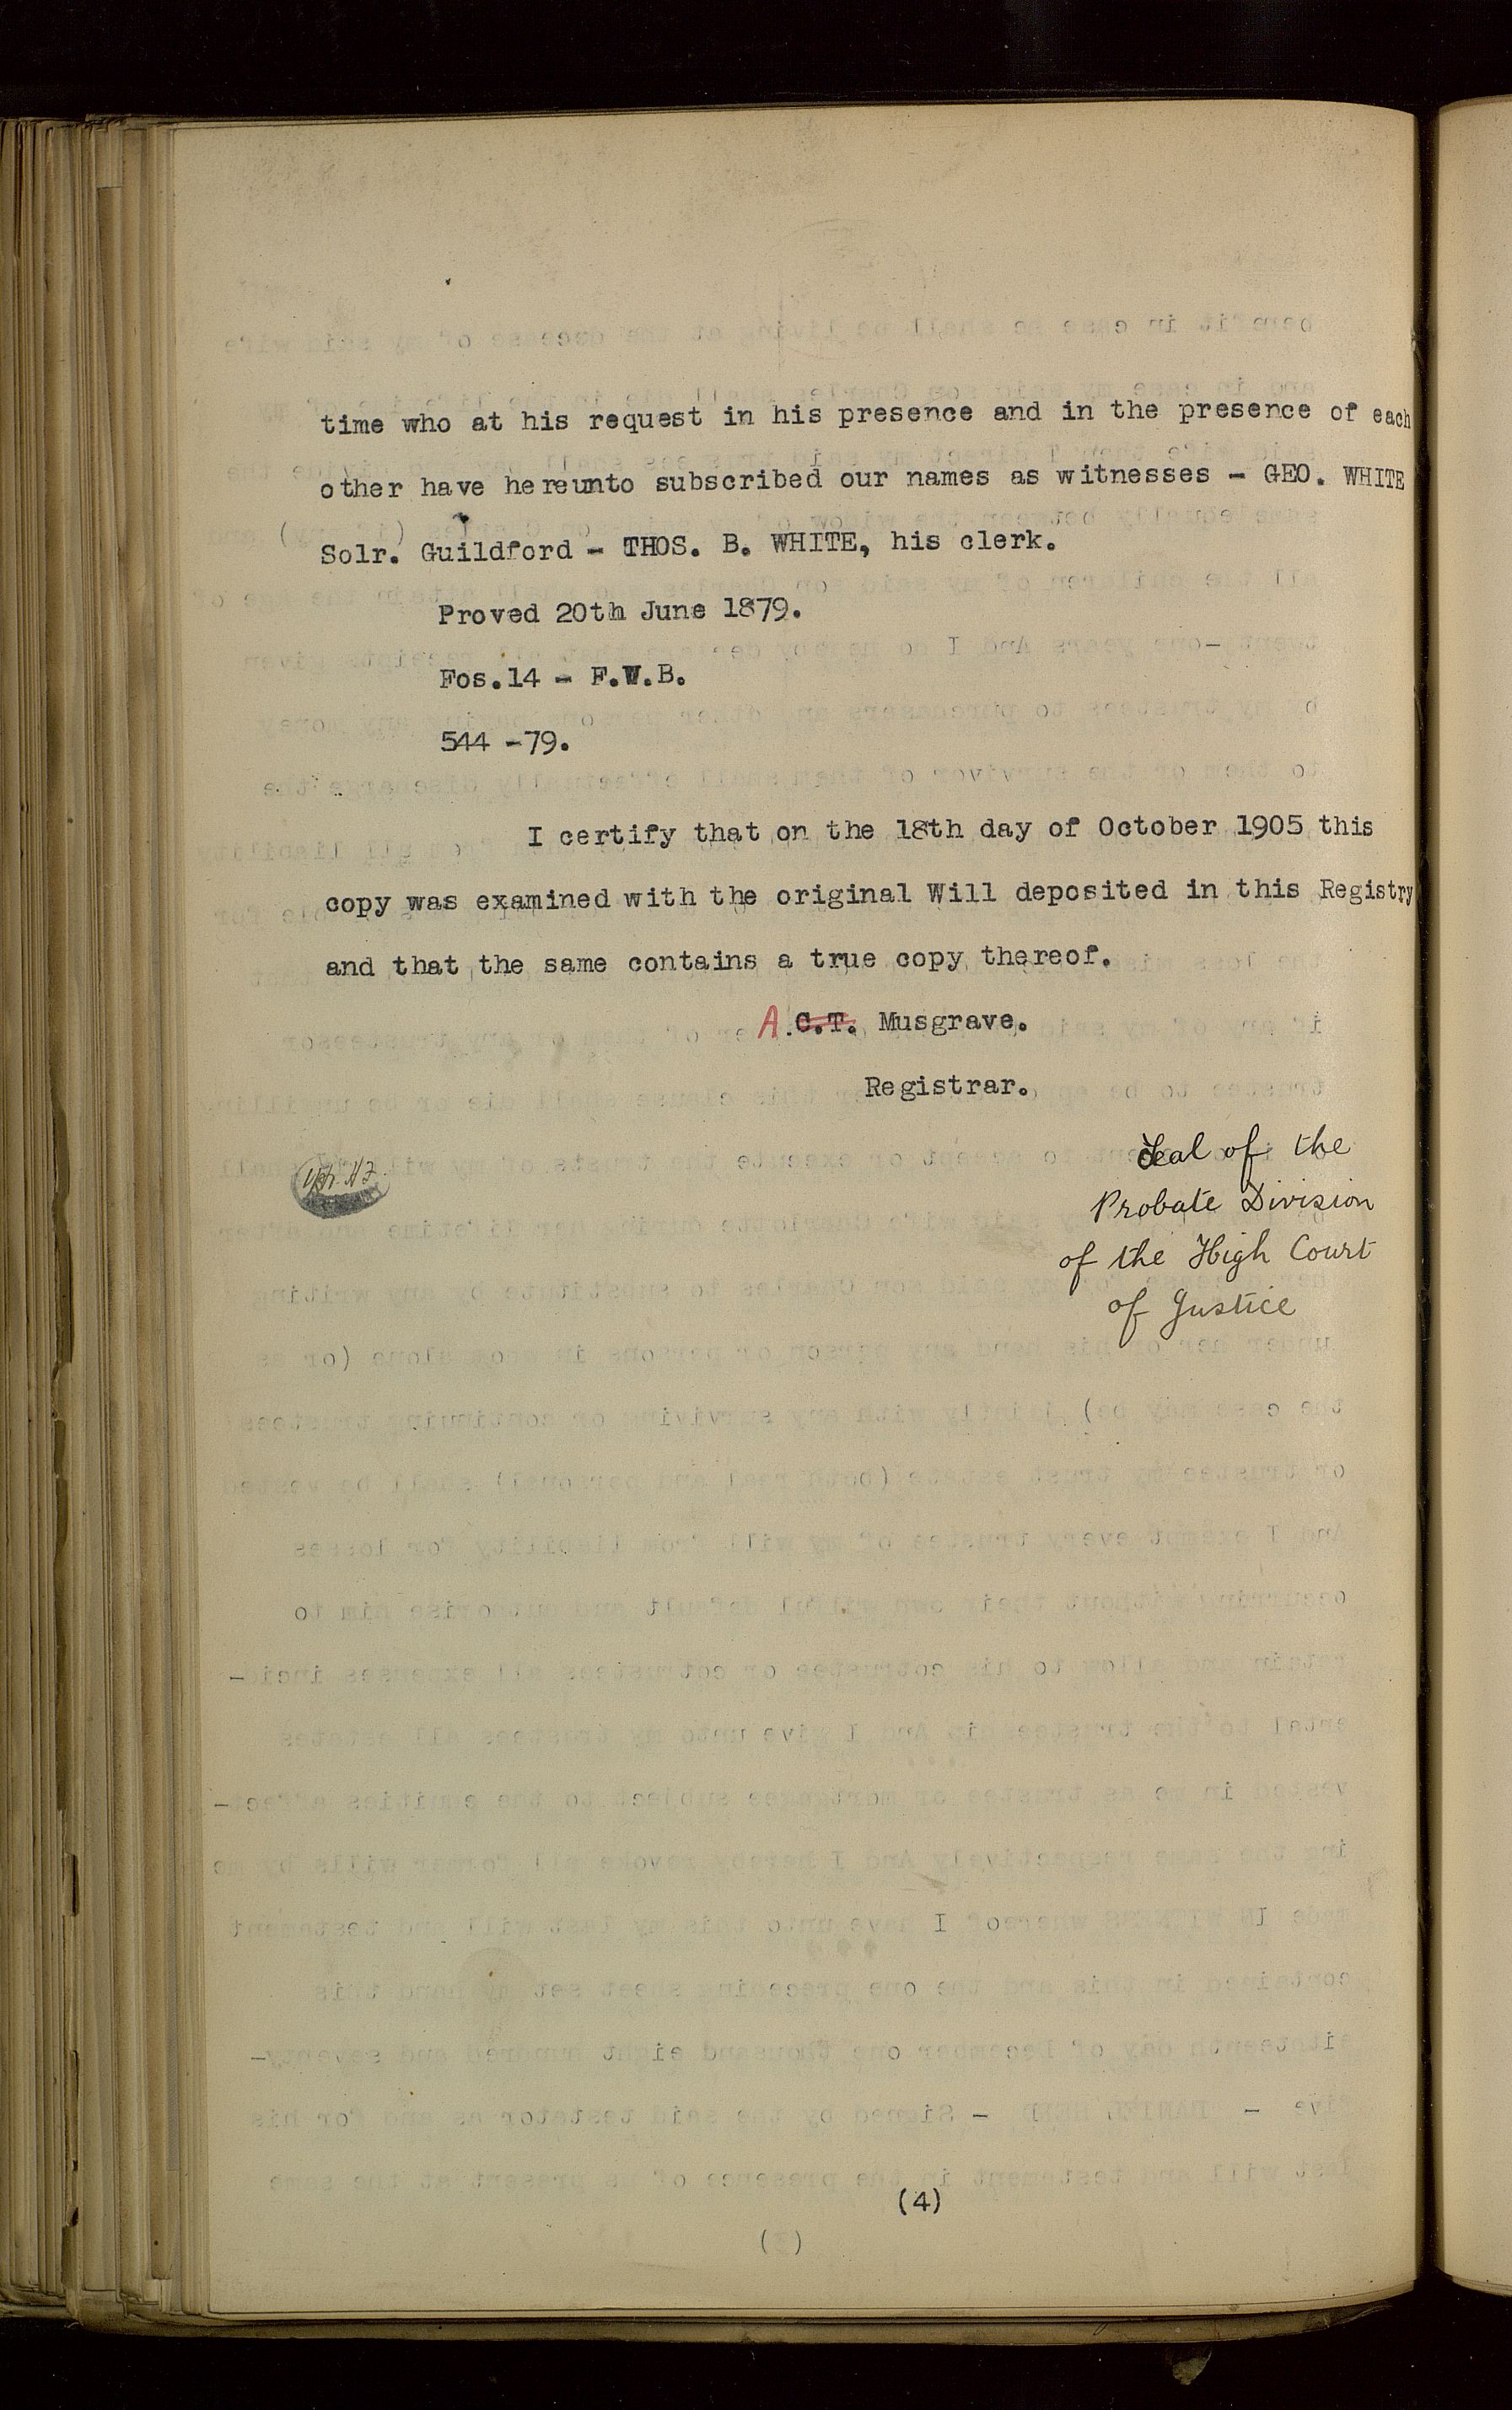 time who at his request in his presence and in the presence of each
other have hereunto subscribed our names as witnesses - GEO. WHITE
Solr. Guildford - THOS. B. WHITE, his clerk.
Proved 20th June 1879.
Fos.14 - F.W.B.
544 -79.
I certify that on the 18th day of October 1905 this
copy was examined with the original Will deposited in this Registry
and that the same contains a true copy thereof.
A. C.T. Musgrave.
Registrar.
Seal of the
Probate Division
of the High Court
of Justice
(4)